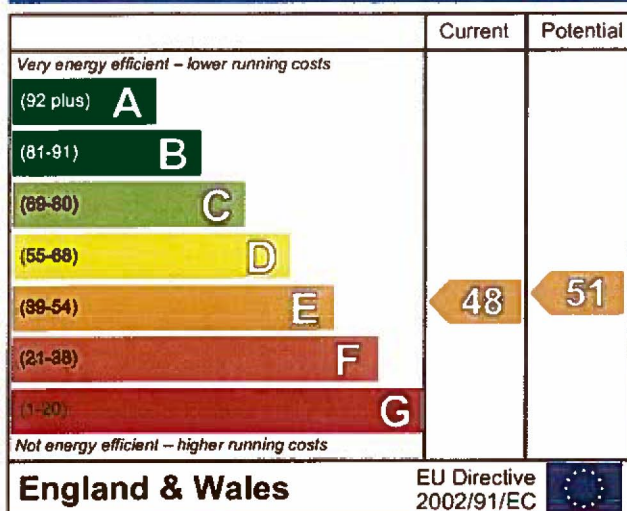 Current Potential
Very energy efficient – lower running costs
(92 plus) A
(81-91) B
(69-80) C
(55-68) D
(39-54) E 48 51
(21-38) F
(1-20) G
Not energy efficient – higher running costs
England & Wales EU Directive
2002/91/EC